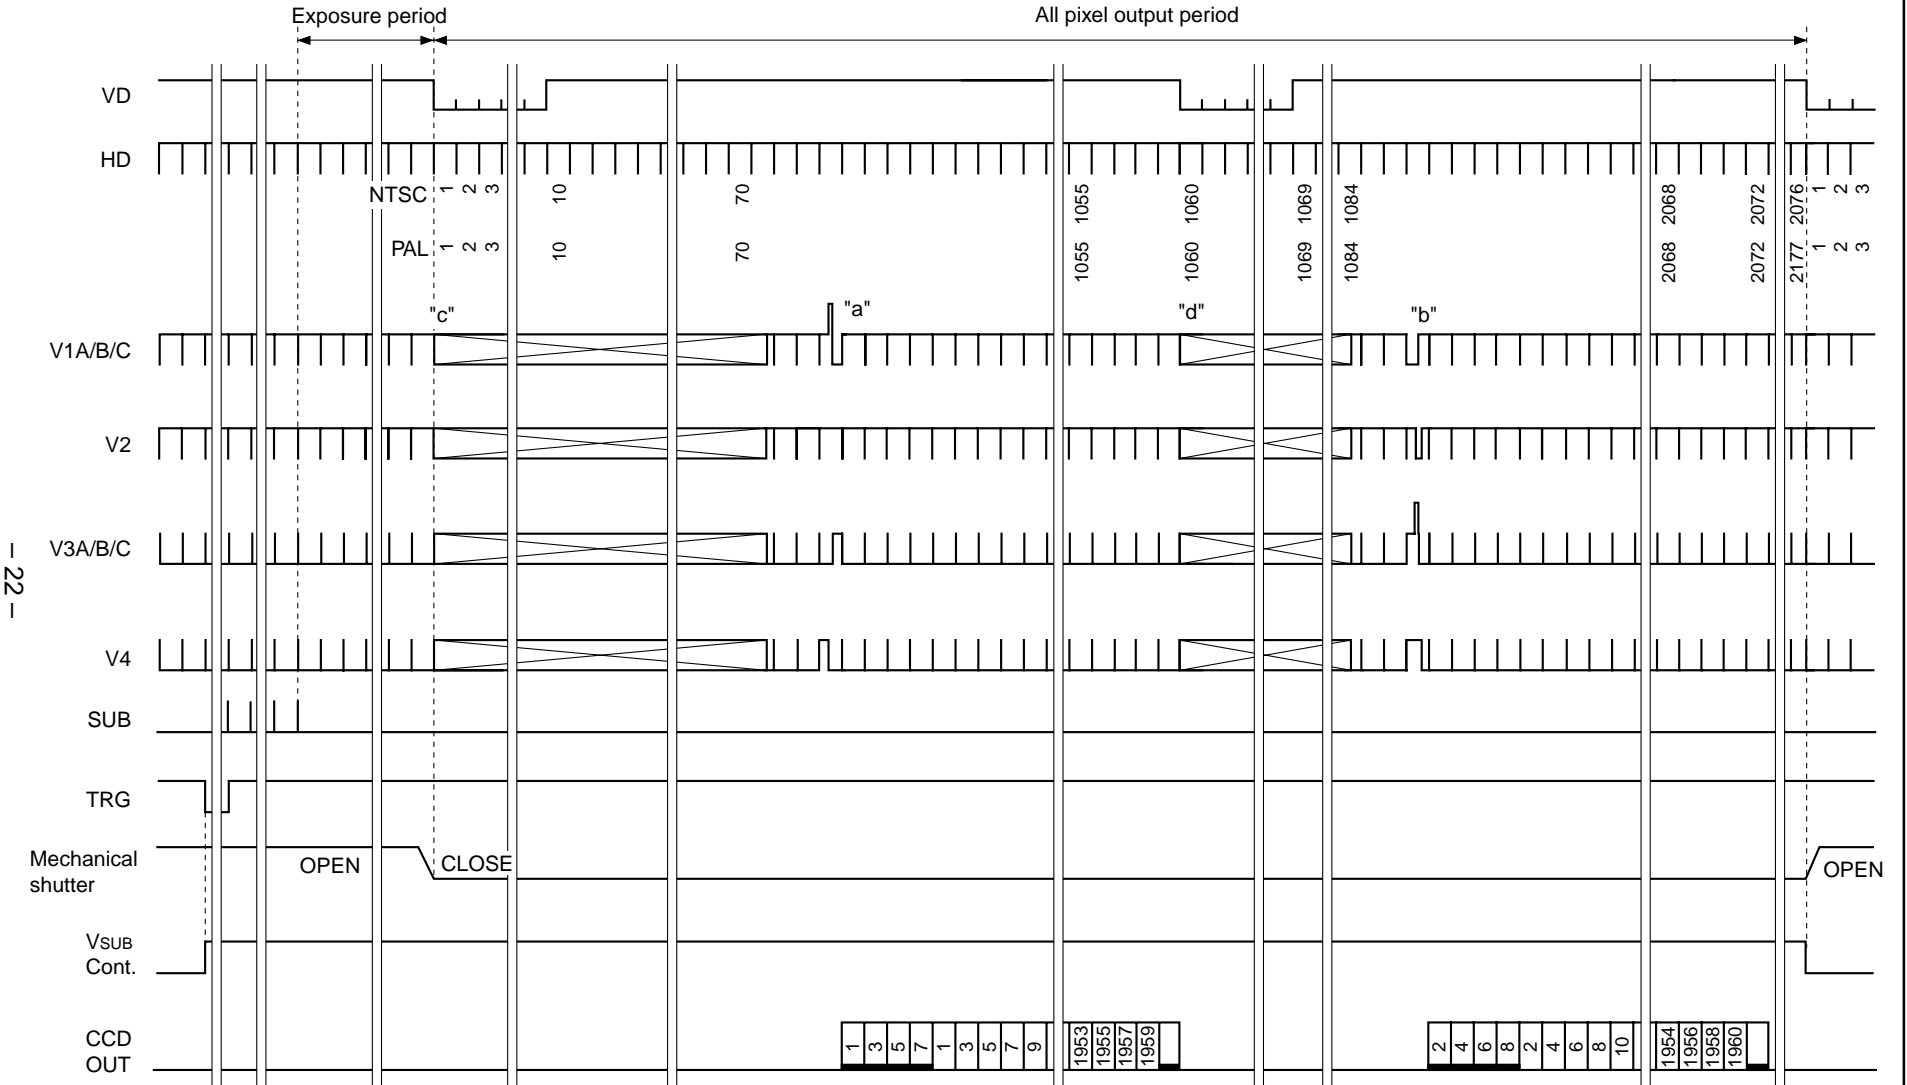 Exposure period
All pixel output period
VD
HD
NTSC 1 2 3 10 70 1055 1060 1069 1084 2068 2072 2076 1 2 3
PAL 1 2 3 10 70 1055 1060 1069 1084 2068 2072 2177 1 2 3
"c" "a" "d" "b"
V1A/B/C
V2
V3A/B/C
– 22 –
V4
SUB
TRG
Mechanical
shutter
OPEN CLOSE OPEN
VSUB
Cont.
CCD
OUT
1 3 5 7 1 3 5 7 9 1953 1955 1957 1959 2 4 6 8 2 4 6 8 10 1954 1956 1958 1960